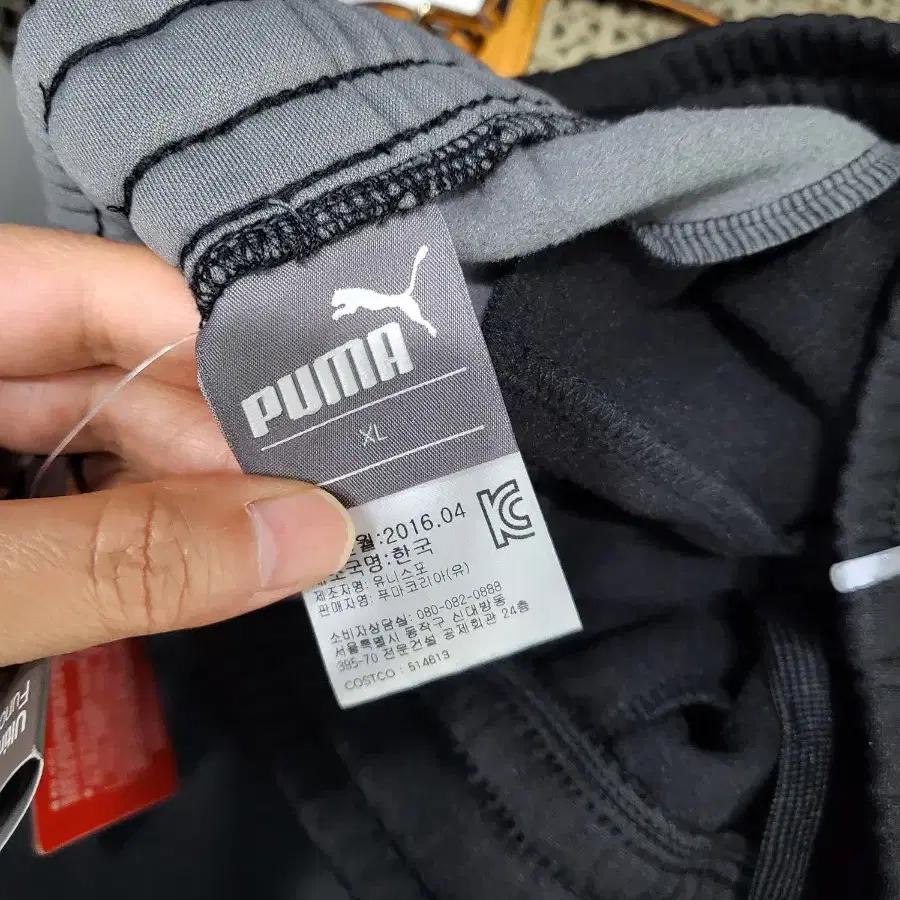 PUMA
XL
월:2016.04
국명:한국
제조자명: 유니스포
판매자명: 푸마코리아(유)
소비자상담실: 080-082-0888
서울특별시 동작구 신대방동
395-70 전문건설 공제회관 24층
COSTCO : 514613